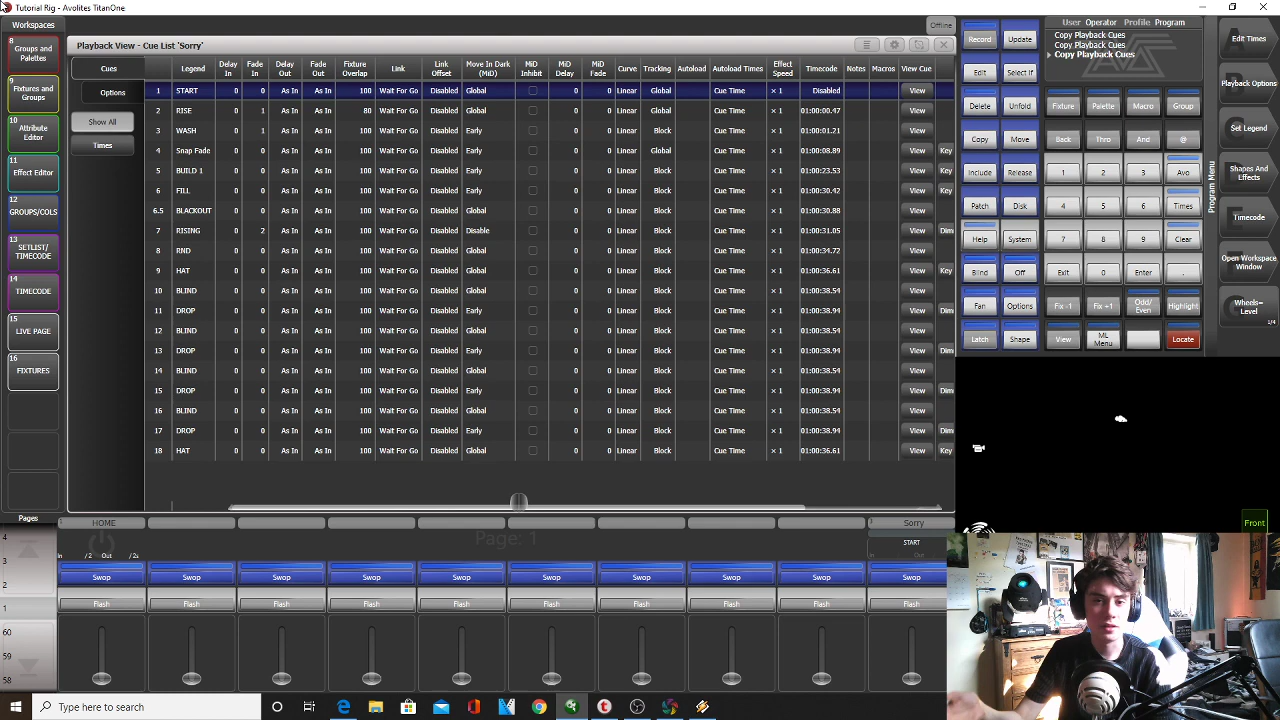 Tutorial Rig - Avolites TitanOne
Workspaces
8 Groups and Palettes
9 Fixtures and Groups
10 Attribute Editor
11 Effect Editor
12 GROUPS/COLS
13 SETLIST/ TIMECODE
14 TIMECODE
15 LIVE PAGE
16 FIXTURES
Pages
4
3
2
1
60
59
58
Offline
Playback View - Cue List 'Sorry'
Cues
Options
Show All
Times
Legend Delay In Fade In Delay Out Fade Out Fixture Overlap Link Link Offset Move In Dark (MiD) MiD Inhibit MiD Delay MiD Fade Curve Tracking Autoload Autoload Times Effect Speed Timecode Notes Macros View Cue
1 START 0 0 As In As In 100 Wait For Go Disabled Global 0 0 Linear Global Cue Time × 1 Disabled View
2 RISE 0 1 As In As In 80 Wait For Go Disabled Global 0 0 Linear Global Cue Time × 1 01:00:00.47 View
3 WASH 0 1 As In As In 100 Wait For Go Disabled Early 0 0 Linear Block Cue Time × 1 01:00:01.21 View
4 Snap Fade 0 0 As In As In 100 Wait For Go Disabled Early 0 0 Linear Global Cue Time × 1 01:00:08.89 View Key
5 BUILD 1 0 0 As In As In 100 Wait For Go Disabled Early 0 0 Linear Block Cue Time × 1 01:00:23.53 View Key
6 FILL 0 0 As In As In 100 Wait For Go Disabled Early 0 0 Linear Block Cue Time × 1 01:00:30.42 View Key
6.5 BLACKOUT 0 0 As In As In 100 Wait For Go Disabled Global 0 0 Linear Block Cue Time × 1 01:00:30.88 View
7 RISING 0 2 As In As In 100 Wait For Go Disabled Disable 0 0 Linear Block Cue Time × 1 01:00:31.05 View Dim
8 RND 0 0 As In As In 100 Wait For Go Disabled Global 0 0 Linear Block Cue Time × 1 01:00:34.72 View
9 HAT 0 0 As In As In 100 Wait For Go Disabled Global 0 0 Linear Block Cue Time × 1 01:00:36.61 View Key
10 BLIND 0 0 As In As In 100 Wait For Go Disabled Global 0 0 Linear Block Cue Time × 1 01:00:38.54 View
11 DROP 0 0 As In As In 100 Wait For Go Disabled Early 0 0 Linear Block Cue Time × 1 01:00:38.94 View Dim
12 BLIND 0 0 As In As In 100 Wait For Go Disabled Global 0 0 Linear Block Cue Time × 1 01:00:38.54 View
13 DROP 0 0 As In As In 100 Wait For Go Disabled Early 0 0 Linear Block Cue Time × 1 01:00:38.94 View Dim
14 BLIND 0 0 As In As In 100 Wait For Go Disabled Global 0 0 Linear Block Cue Time × 1 01:00:38.54 View
15 DROP 0 0 As In As In 100 Wait For Go Disabled Early 0 0 Linear Block Cue Time × 1 01:00:38.94 View Dim
16 BLIND 0 0 As In As In 100 Wait For Go Disabled Global 0 0 Linear Block Cue Time × 1 01:00:38.54 View
17 DROP 0 0 As In As In 100 Wait For Go Disabled Early 0 0 Linear Block Cue Time × 1 01:00:38.94 View Dim
18 HAT 0 0 As In As In 100 Wait For Go Disabled Global 0 0 Linear Block Cue Time × 1 01:00:36.61 View Key
HOME
Sorry
Page: 1
START
In / 2 Out / 2s
In Out
Swop Swop Swop Swop Swop Swop Swop Swop Swop Swop
Flash Flash Flash Flash Flash Flash Flash Flash Flash Flash
User Operator Profile Program
Copy Playback Cues
Copy Playback Cues
Copy Playback Cues
Record Update
Edit Select If
Delete Unfold Fixture Palette Macro Group
Copy Move Back Thro And @
Include Release 1 2 3 Avo
Patch Disk 4 5 6 Times
Help System 7 8 9 Clear
Blind Off Exit 0 Enter .
Fan Options Fix -1 Fix +1 Odd/ Even Highlight
Latch Shape View ML Menu Locate
Program Menu
Edit Times
Playback Options
Set Legend
Shapes And Effects
Timecode
Open Workspace Window
Wheels= Level
1/4
Front
Type here to search